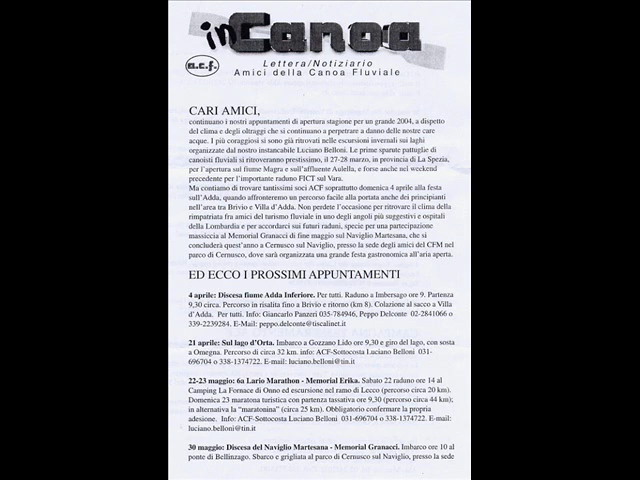 inCanoa
a.c.f.
Lettera/Notiziario
Amici della Canoa Fluviale
CARI AMICI,
continuano i nostri appuntamenti di apertura stagione per un grande 2004, a dispetto
del clima e degli oltraggi che si continuano a perpetrare a danno delle nostre care
acque. I più coraggiosi si sono già ritrovati nelle escursioni invernali sui laghi
organizzate dal nostro instancabile Luciano Belloni. Le prime sparute pattuglie di
canoisti fluviali si ritroveranno prestissimo, il 27-28 marzo, in provincia di La Spezia,
per l'apertura sul fiume Magra e sull'affluente Aulella, e forse anche nel weekend
precedente per l'importante raduno FICT sul Vara.
Ma contiamo di trovare tantissimi soci ACF soprattutto domenica 4 aprile alla festa
sull'Adda, quando affronteremo un percorso facile alla portata anche dei principianti
nell'area tra Brivio e Villa d'Adda. Non perdete l'occasione per ritrovare il clima della
rimpatriata fra amici del turismo fluviale in uno degli angoli più suggestivi e ospitali
della Lombardia e per accordarci sui futuri raduni, specie per una partecipazione
massiccia al Memorial Granacci di fine maggio sul Naviglio Martesana, che si
concluderà quest'anno a Cernusco sul Naviglio, presso la sede degli amici del CFM nel
parco di Cernusco, dove sarà organizzata una grande festa gastronomica all'aria aperta.
ED ECCO I PROSSIMI APPUNTAMENTI
4 aprile: Discesa fiume Adda Inferiore. Per tutti. Raduno a Imbersago ore 9. Partenza
9,30 circa. Percorso in risalita fino a Brivio e ritorno (km 8). Colazione al sacco a Villa
d'Adda. Per tutti. Info: Giancarlo Panzeri 035-784946, Peppo Delconte 02-2841066 o
339-2239284. E-Mail: peppo.delconte@tiscalinet.it
21 aprile: Sul lago d'Orta. Imbarco a Gozzano Lido ore 9,30 e giro del lago, con sosta
a Omegna. Percorso di circa 32 km. info: ACF-Sottocosta Luciano Belloni 031-
696704 o 338-1374722. E-mail: luciano.belloni@tin.it
22-23 maggio: 6a Lario Marathon - Memorial Erika. Sabato 22 raduno ore 14 al
Camping La Fornace di Onno ed escursione nel ramo di Lecco (percorso circa 20 km).
Domenica 23 maratona turistica con partenza tassativa ore 9,30 (percorso circa 44 km);
in alternativa la "maratonina" (circa 25 km). Obbligatorio confermare la propria
adesione. Info: ACF-Sottocosta Luciano Belloni 031-696704 o 338-1374722. E-mail:
luciano.belloni@tin.it
30 maggio: Discesa del Naviglio Martesana - Memorial Granacci. Imbarco ore 10 al
ponte di Bellinzago. Sbarco e grigliata al parco di Cernusco sul Naviglio, presso la sede